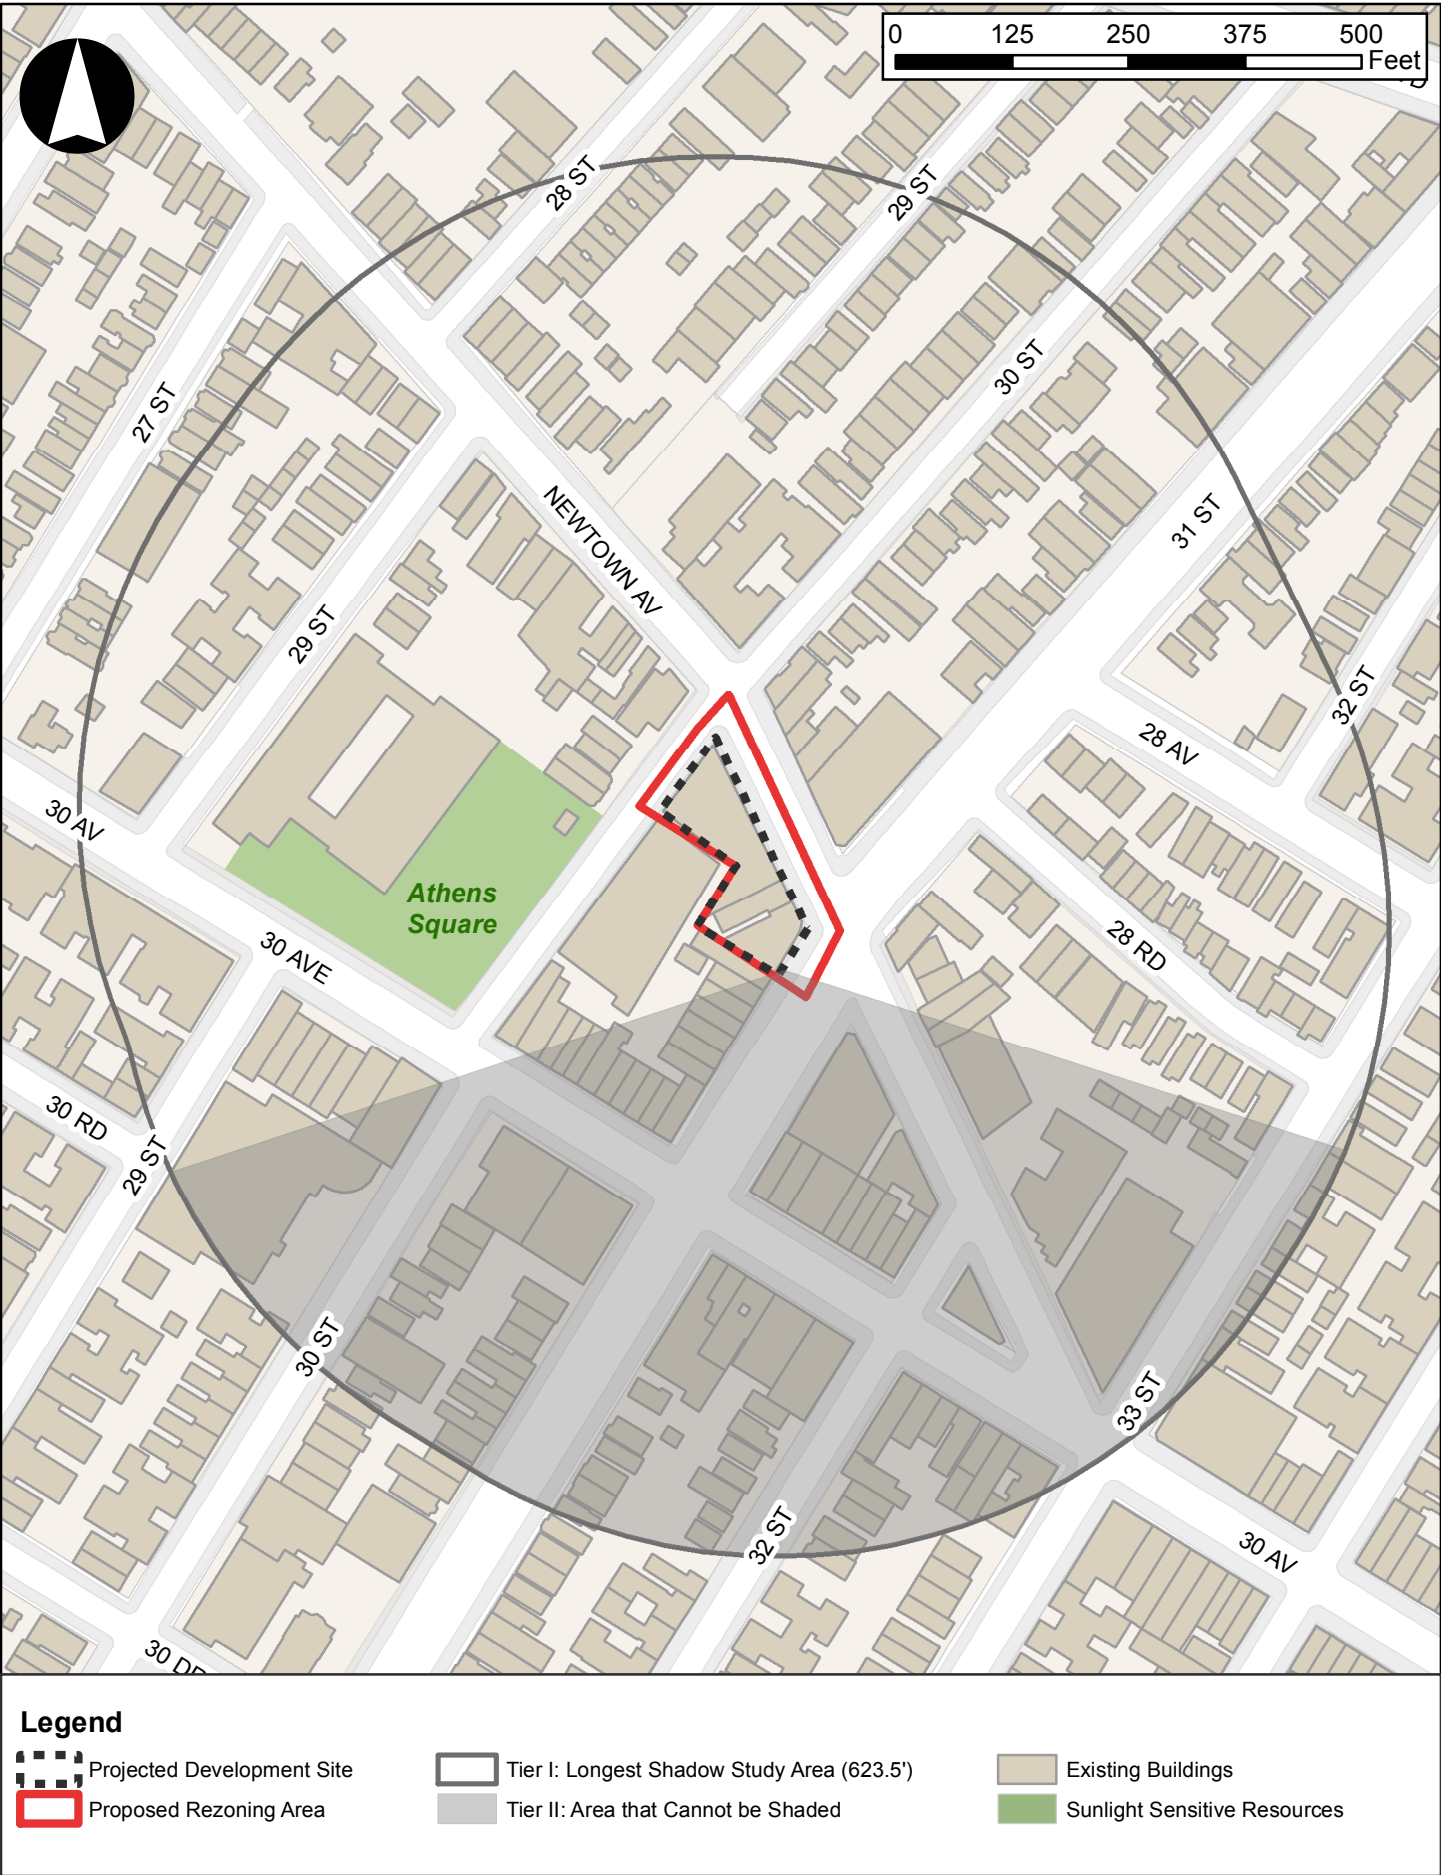 0 125 250 375 500
Feet
28 ST
29 ST
30 ST
27 ST
31 ST
NEWTOWN AV
29 ST
32 ST
28 AV
30 AV
Athens
Square
30 AVE
28 RD
30 RD
29 ST
30 ST
33 ST
32 ST
30 AV
30 DR
Legend
Projected Development Site
Proposed Rezoning Area
Tier I: Longest Shadow Study Area (623.5')
Tier II: Area that Cannot be Shaded
Existing Buildings
Sunlight Sensitive Resources